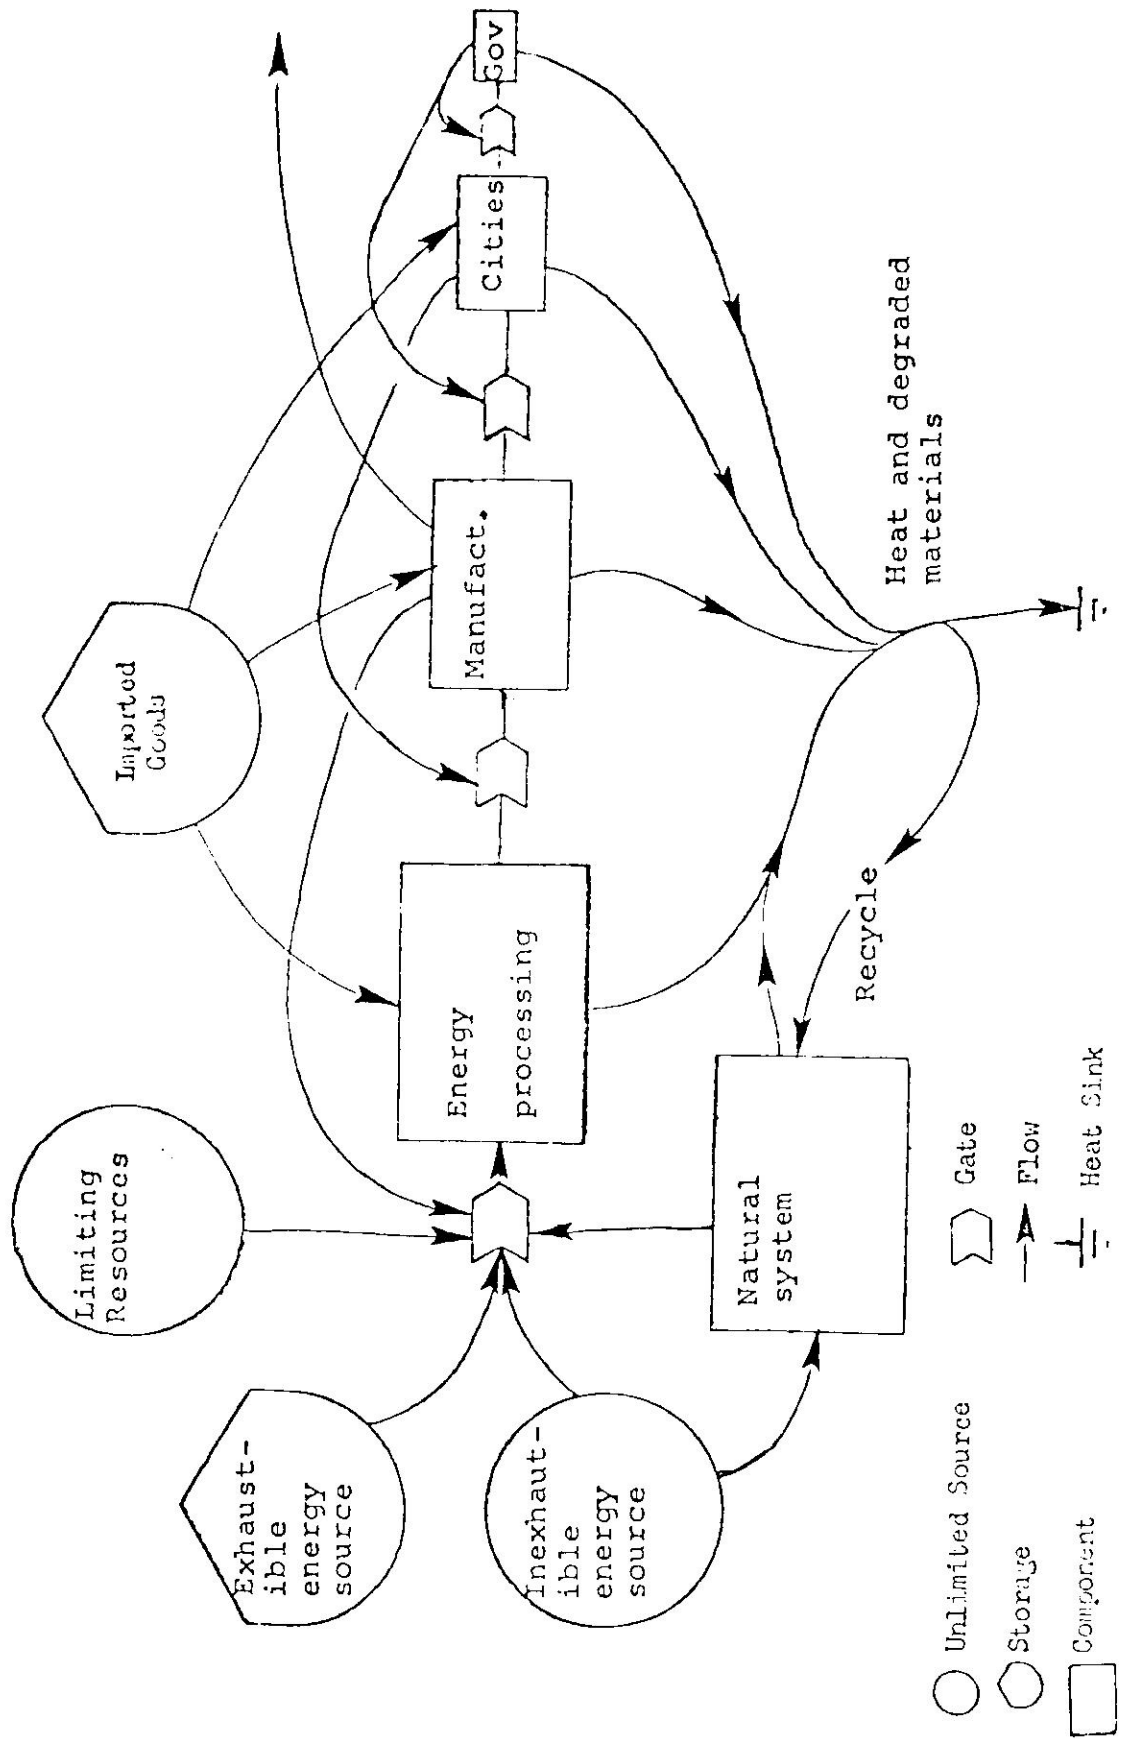 Limiting
Resources
Imported
Goods
Exhaust-
ible
energy
source
Inexhaut-
ible
energy
source
Energy
processing
Manufact.
Cities
Gov
Natural
system
Recycle
Heat and degraded
materials
Unlimited Source
Storage
Component
Gate
Flow
Heat Sink